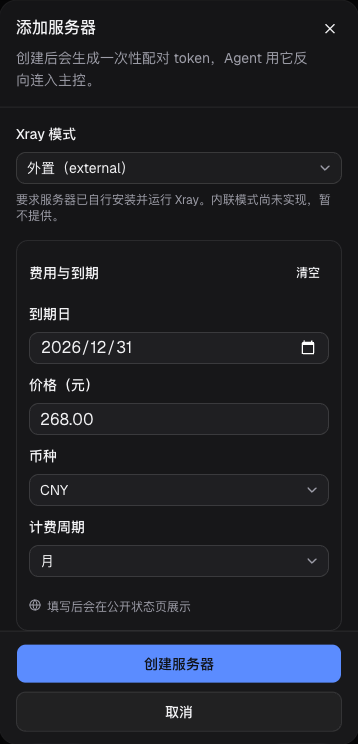 添加服务器
创建后会生成一次性配对 token，Agent 用它反
向连入主控。
Xray 模式
外置（external）
要求服务器已自行安装并运行 Xray。内联模式尚未实现，暂
不提供。
费用与到期
清空
到期日
2026/12/31
价格（元）
268.00
币种
CNY
计费周期
月
填写后会在公开状态页展示
创建服务器
取消